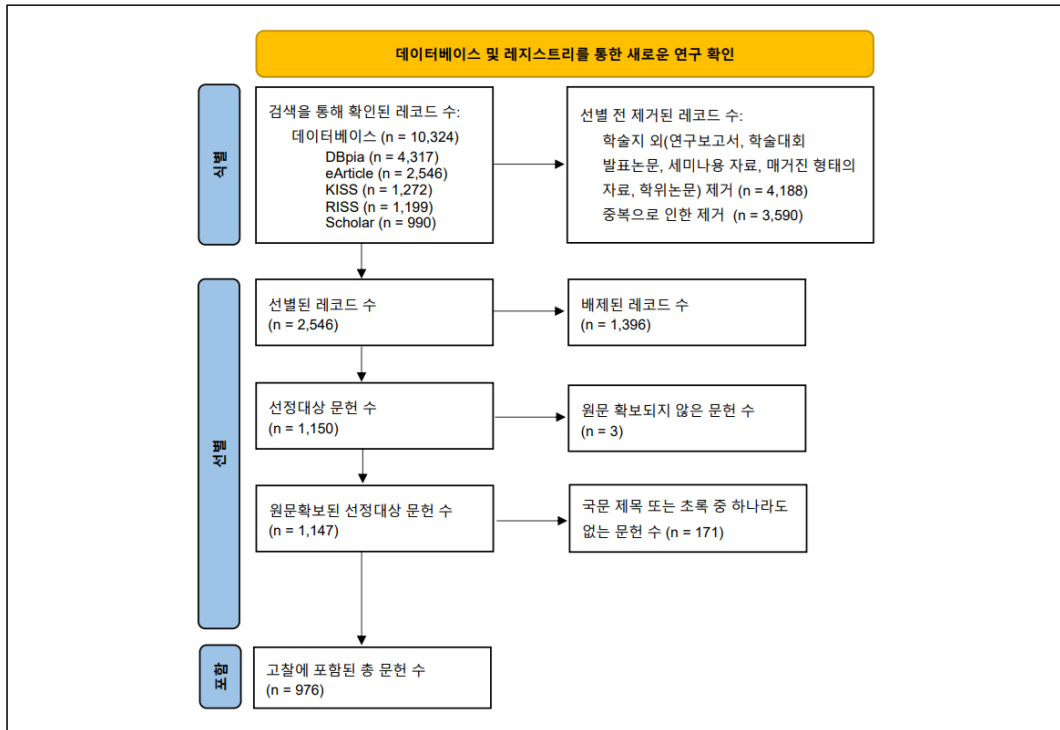 데이터베이스 및 레지스트리를 통한 새로운 연구 확인
식별
검색을 통해 확인된 레코드 수:
데이터베이스 (n = 10,324)
DBpia (n = 4,317)
eArticle (n = 2,546)
KISS (n = 1,272)
RISS (n = 1,199)
Scholar (n = 990)
선별 전 제거된 레코드 수:
학술지 외(연구보고서, 학술대회
발표논문, 세미나용 자료, 매거진 형태의
자료, 학위논문) 제거 (n = 4,188)
중복으로 인한 제거 (n = 3,590)
선별
선별된 레코드 수
(n = 2,546)
배제된 레코드 수
(n = 1,396)
선정대상 문헌 수
(n = 1,150)
원문 확보되지 않은 문헌 수
(n = 3)
원문확보된 선정대상 문헌 수
(n = 1,147)
국문 제목 또는 초록 중 하나라도
없는 문헌 수 (n = 171)
포함
고찰에 포함된 총 문헌 수
(n = 976)